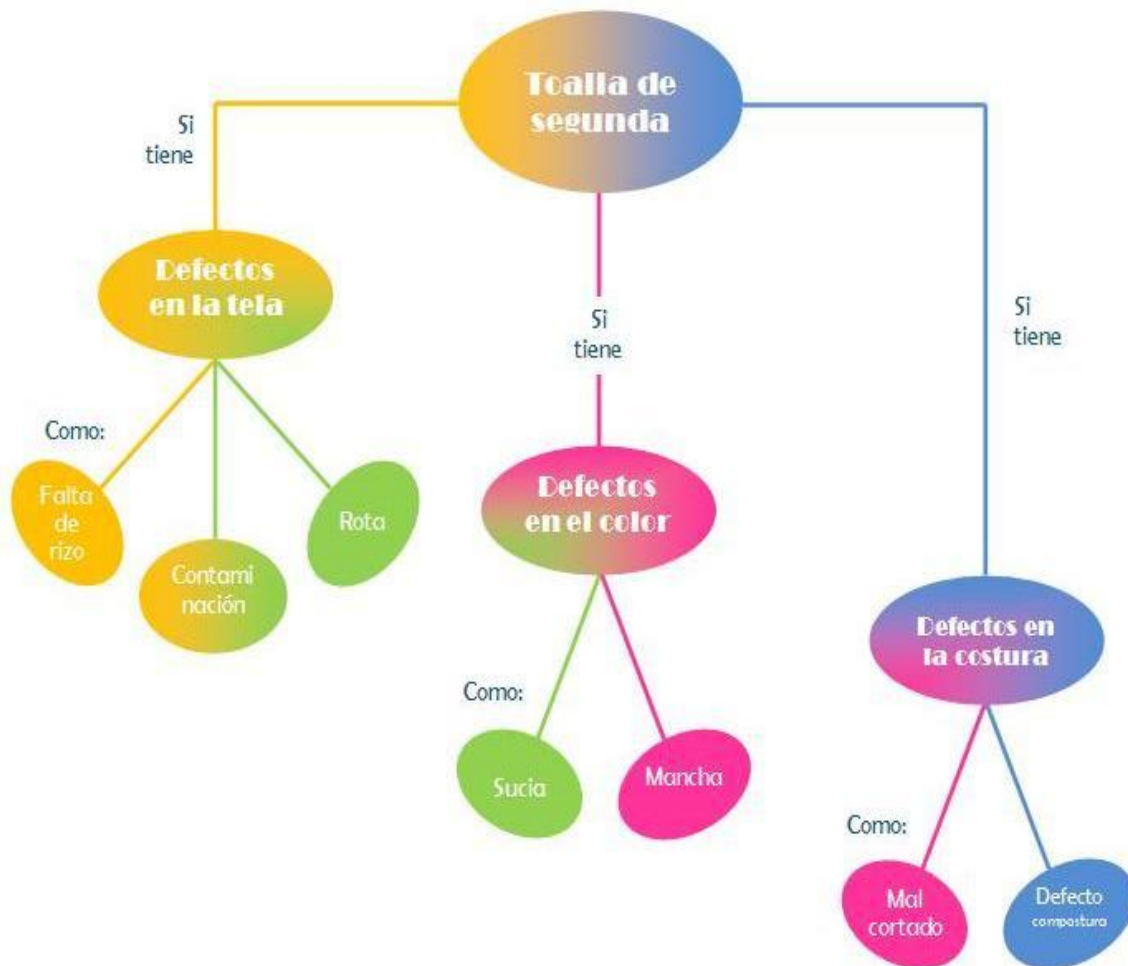 Toalla de
segunda
Si
tiene
Defectos
en la tela
Como:
Falta
de
rizo
Contami
nación
Rota
Si
tiene
Defectos
en el color
Como:
Sucia
Mancha
Si
tiene
Defectos en
la costura
Como:
Mal
cortado
Defecto
compostura